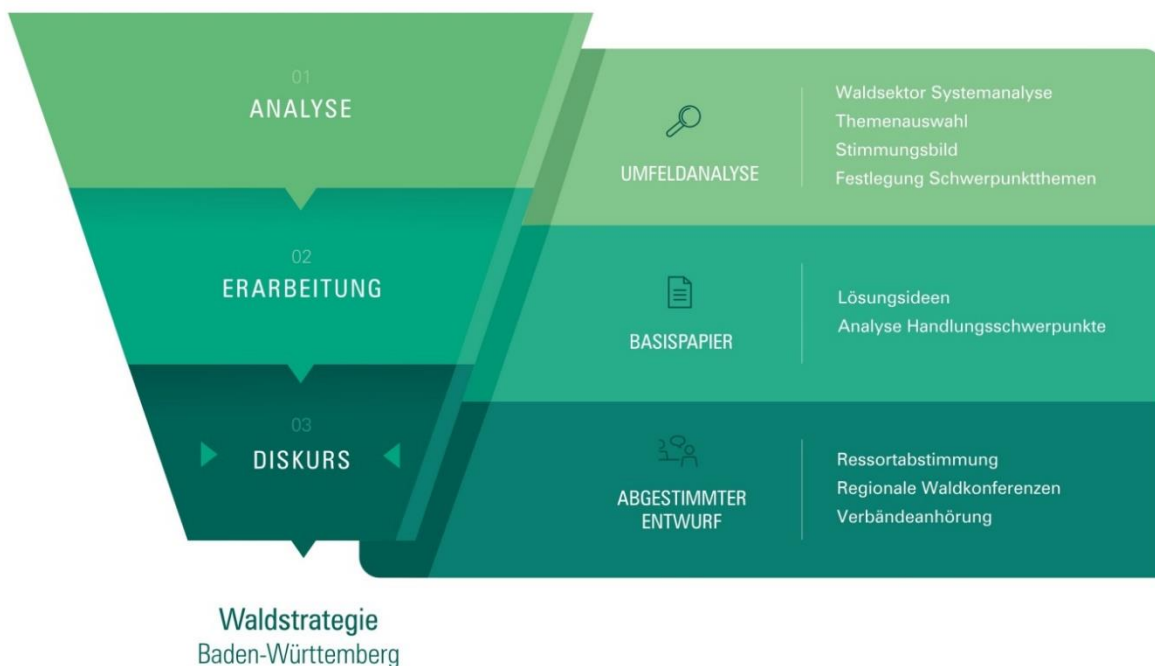 01
ANALYSE
UMFELDANALYSE
Waldsektor Systemanalyse
Themenauswahl
Stimmungsbild
Festlegung Schwerpunktthemen
02
ERARBEITUNG
BASISPAPIER
Lösungsideen
Analyse Handlungsschwerpunkte
03
DISKURS
ABGESTIMMTER
ENTWURF
Ressortabstimmung
Regionale Waldkonferenzen
Verbändeanhörung
Waldstrategie
Baden-Württemberg